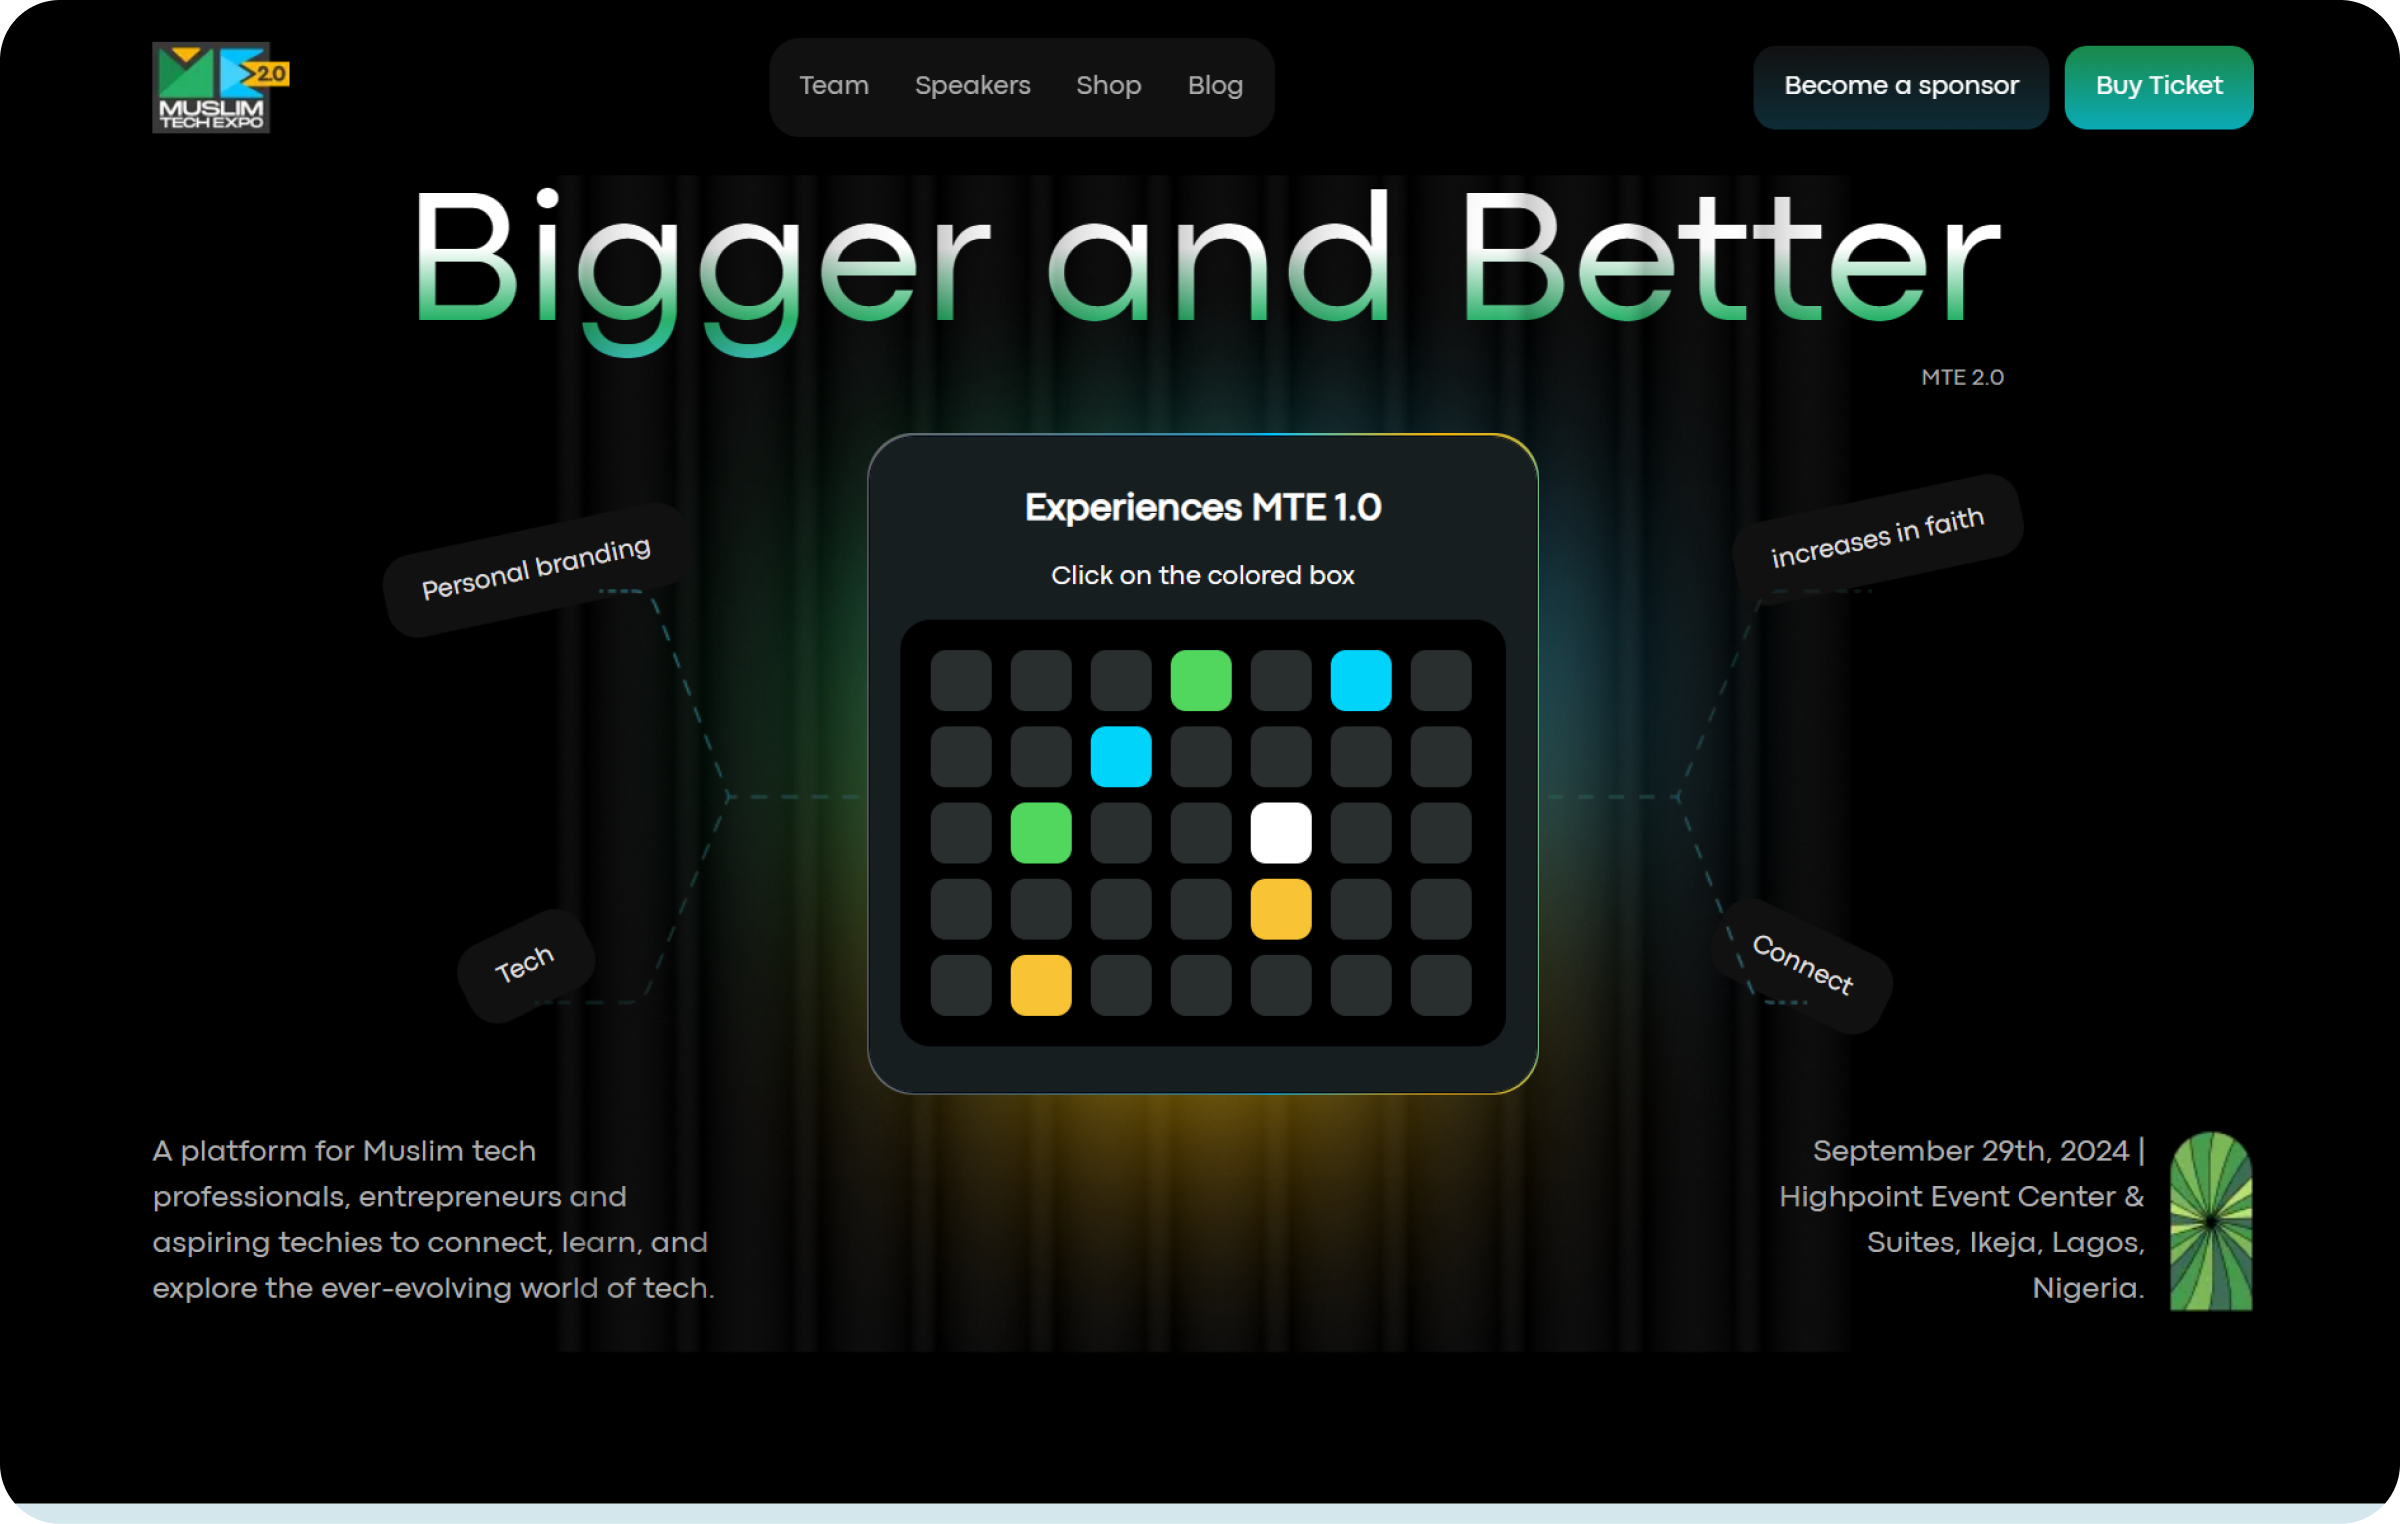 2.0
MUSLIM
TECH EXPO
Team
Speakers
Shop
Blog
Become a sponsor
Buy Ticket
Bigger and Better
MTE 2.0
Experiences MTE 1.0
Click on the colored box
Personal branding
increases in faith
Tech
Connect
A platform for Muslim tech
professionals, entrepreneurs and
aspiring techies to connect, learn, and
explore the ever-evolving world of tech.
September 29th, 2024 |
Highpoint Event Center &
Suites, Ikeja, Lagos,
Nigeria.